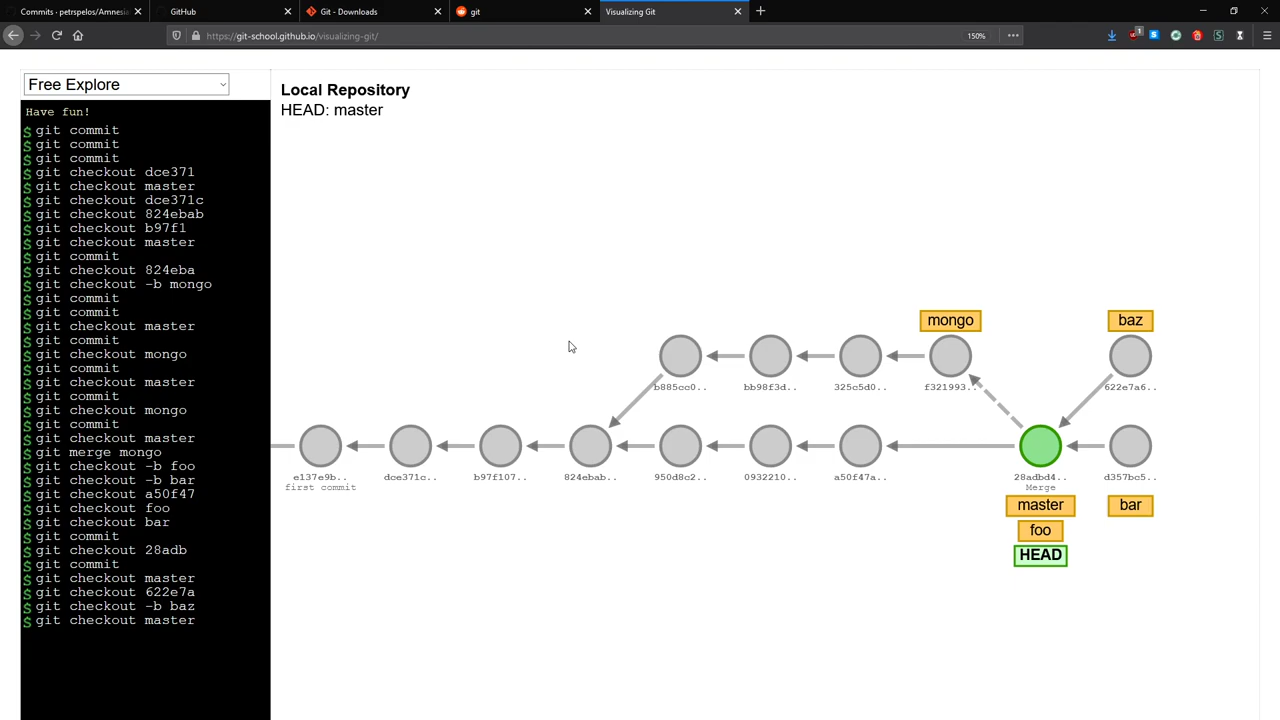 Commits · petrspelos/Amnesia
GitHub
Git - Downloads
git
Visualizing Git
https://git-school.github.io/visualizing-git/
150%
1
Free Explore
Have fun!
$ git commit
$ git commit
$ git commit
$ git checkout dce371
$ git checkout master
$ git checkout dce371c
$ git checkout 824ebab
$ git checkout b97f1
$ git checkout master
$ git commit
$ git checkout 824eba
$ git checkout -b mongo
$ git commit
$ git commit
$ git checkout master
$ git commit
$ git checkout mongo
$ git commit
$ git checkout master
$ git commit
$ git checkout mongo
$ git commit
$ git checkout master
$ git merge mongo
$ git checkout -b foo
$ git checkout -b bar
$ git checkout a50f47
$ git checkout foo
$ git checkout bar
$ git commit
$ git checkout 28adb
$ git commit
$ git checkout master
$ git checkout 622e7a
$ git checkout -b baz
$ git checkout master
Local Repository
HEAD: master
mongo
baz
b885cc0..
bb98f3d..
325c5d0..
f321993..
622e7a6..
e137e9b..
first commit
dce371c..
b97f107..
824ebab..
950d8c2..
0932210..
a50f47a..
28adbd4..
Merge
d357bc5..
master
bar
foo
HEAD